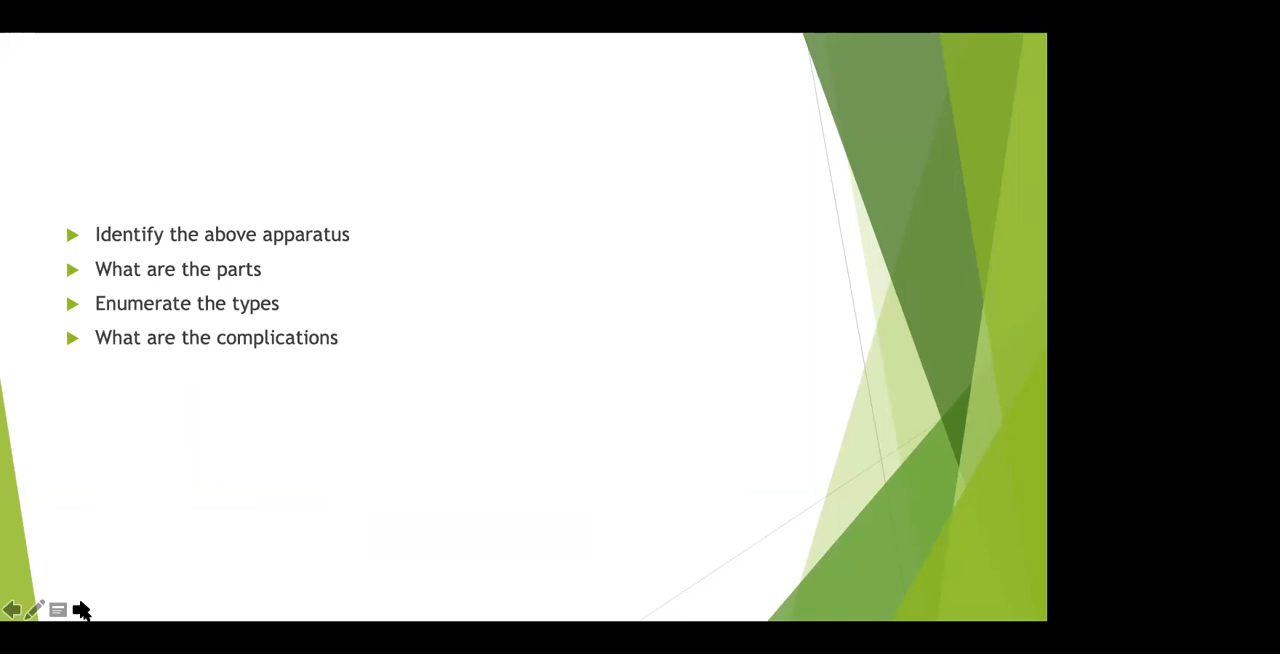 Identify the above apparatus
What are the parts
Enumerate the types
What are the complications